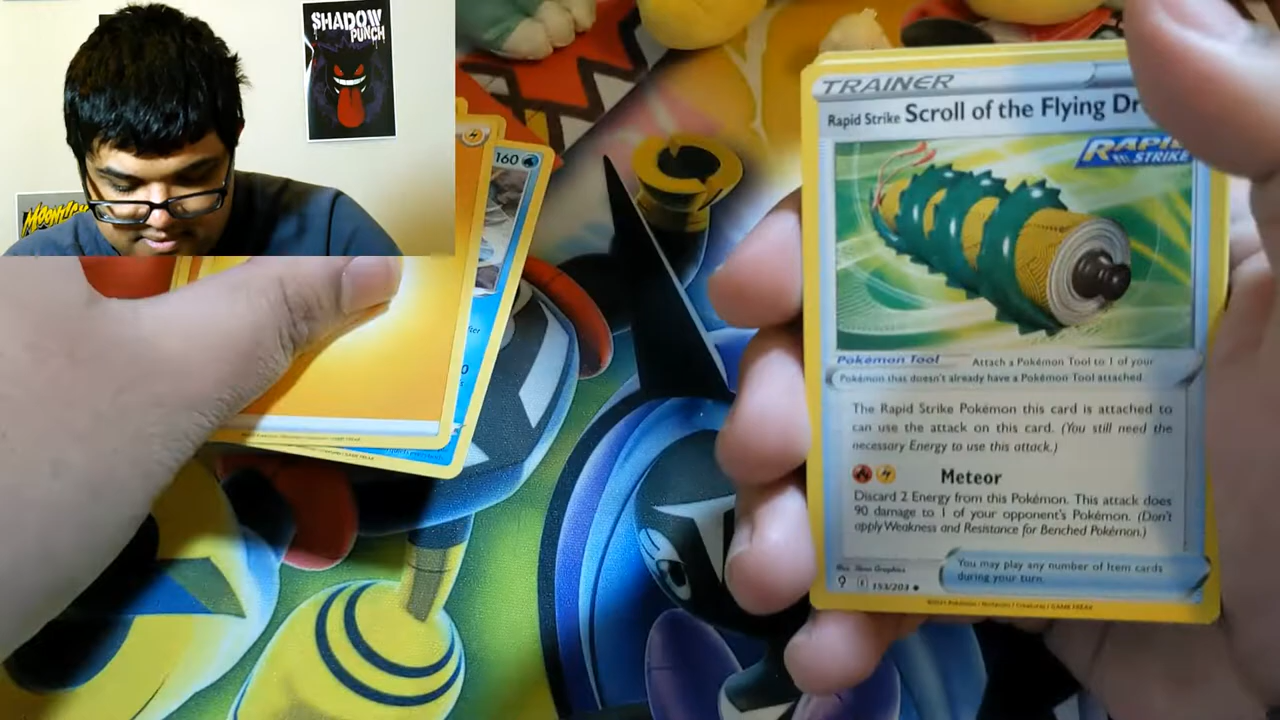 SHADOW
PUNCH
160
TRAINER
Rapid Strike Scroll of the Flying Dr
RAPID
STRIKE
Pokémon Tool Attach a Pokémon Tool to 1 of your
Pokémon that doesn't already have a Pokémon Tool attached.
The Rapid Strike Pokémon this card is attached to
can use the attack on this card. (You still need the
necessary Energy to use this attack.)
Meteor
Discard 2 Energy from this Pokémon. This attack does
90 damage to 1 of your opponent's Pokémon. (Don't
apply Weakness and Resistance for Benched Pokémon.)
You may play any number of Item cards
during your turn.
153/203
©2021 Pokémon / Nintendo / Creatures / GAME FREAK